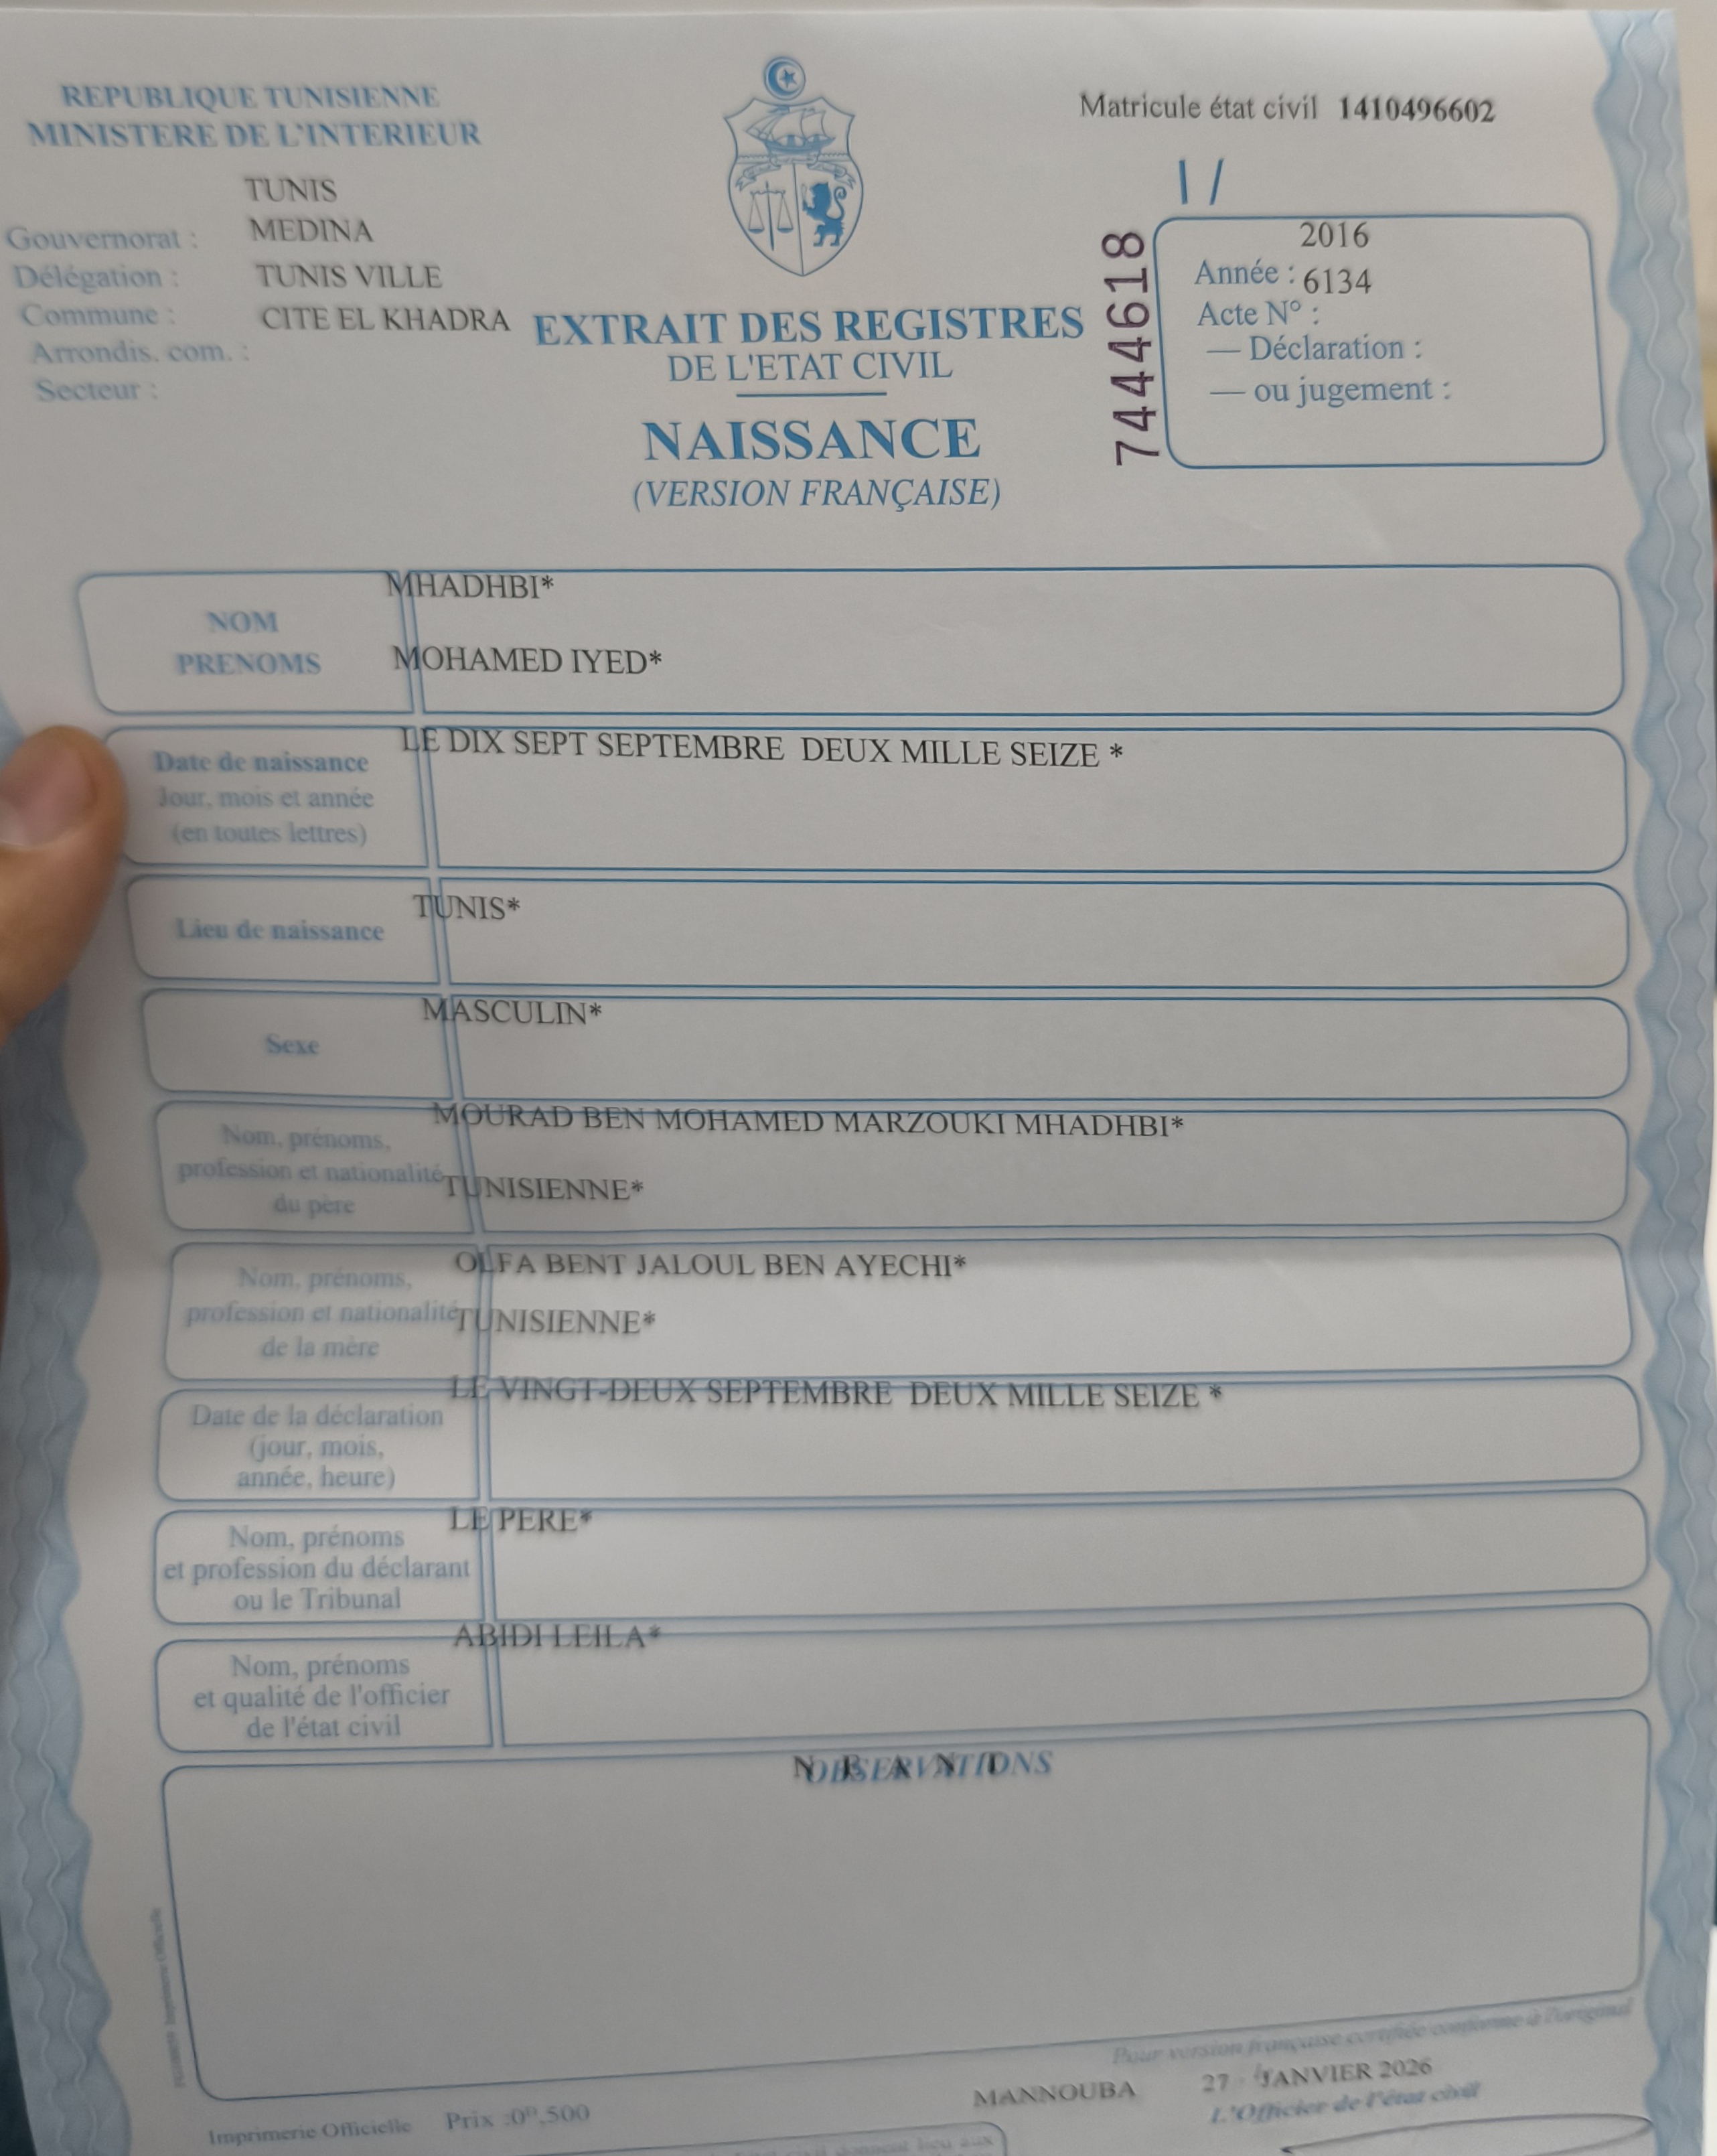 REPUBLIQUE TUNISIENNE
MINISTERE DE L'INTERIEUR
Matricule état civil 1410496602
TUNIS
Gouvernorat : MEDINA
Délégation : TUNIS VILLE
Commune : CITE EL KHADRA
Arrondis. com. :
Secteur :
EXTRAIT DES REGISTRES
DE L'ETAT CIVIL
NAISSANCE
(VERSION FRANÇAISE)
7444618
2016
Année : 6134
Acte N° :
— Déclaration :
— ou jugement :
MHADHBI*
NOM
PRENOMS MOHAMED IYED*
LE DIX SEPT SEPTEMBRE DEUX MILLE SEIZE *
Date de naissance
Jour, mois et année
(en toutes lettres)
TUNIS*
Lieu de naissance
MASCULIN*
Sexe
MOURAD BEN MOHAMED MARZOUKI MHADHBI*
Nom, prénoms,
profession et nationalité TUNISIENNE*
du père
OLFA BENT JALOUL BEN AYECHI*
Nom, prénoms,
profession et nationalité TUNISIENNE*
de la mère
LE VINGT-DEUX SEPTEMBRE DEUX MILLE SEIZE *
Date de la déclaration
(jour, mois,
année, heure)
LE PERE*
Nom, prénoms
et profession du déclarant
ou le Tribunal
ABIDI LEILA*
Nom, prénoms
et qualité de l'officier
de l'état civil
OBSERVATIONS
Pour version française certifiée conforme à l'original
MANNOUBA 27 JANVIER 2026
L'Officier de l'état civil
Imprimerie Officielle Prix :0ᴰ,500